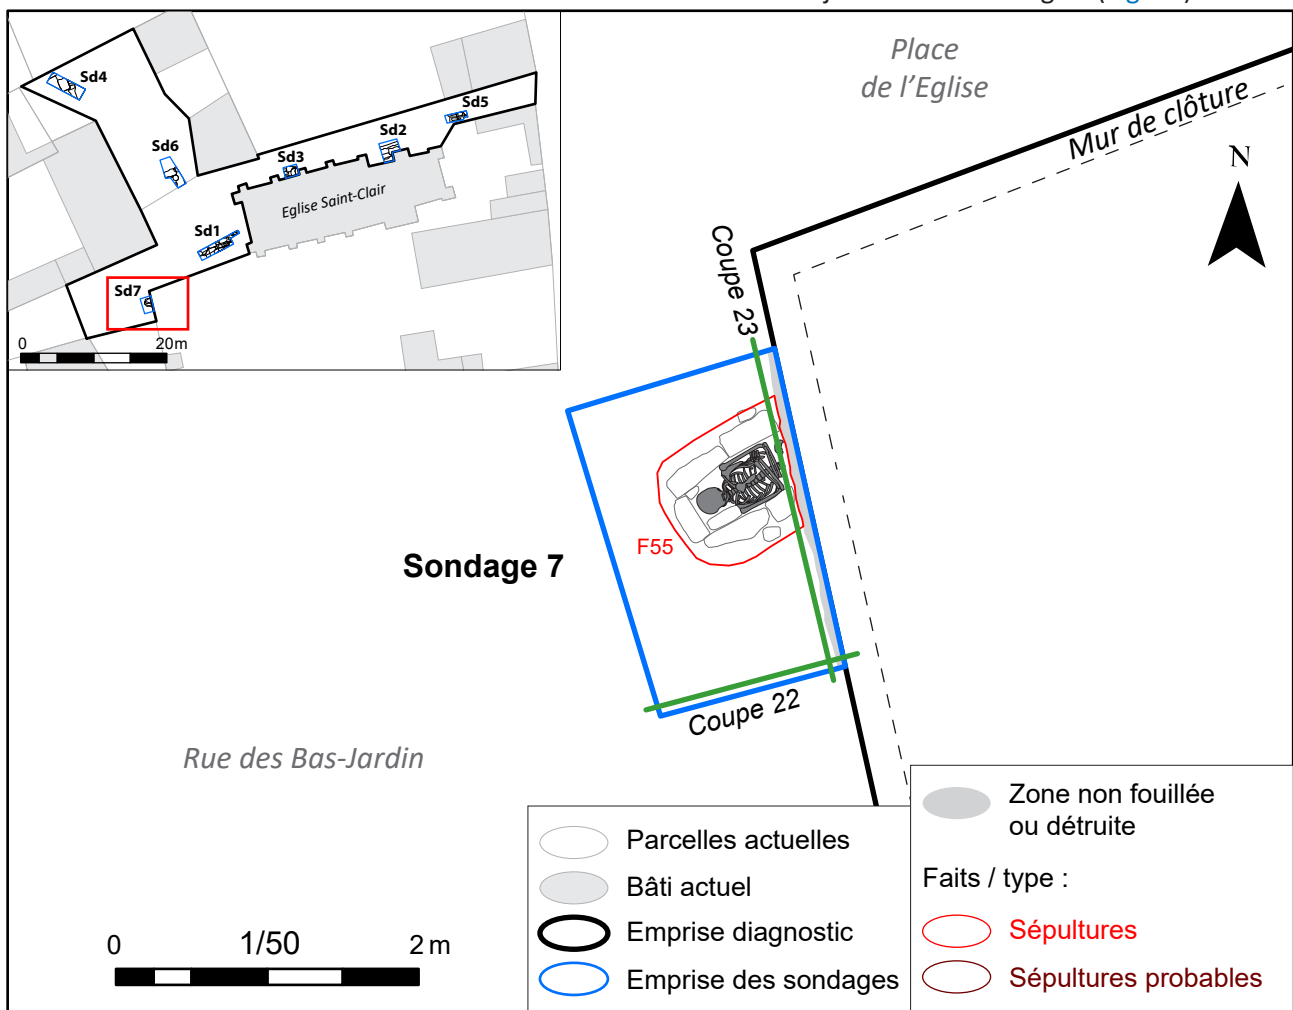 Place
de l’Eglise
Mur de clôture
N
Sd4
Sd5
Sd2
Sd6
Sd3
Eglise Saint-Clair
Sd1
Sd7
0 20m
Coupe 23
F55
Sondage 7
Coupe 22
Rue des Bas-Jardin
0 1/50 2 m
Parcelles actuelles
Bâti actuel
Emprise diagnostic
Emprise des sondages
Zone non fouillée
ou détruite
Faits / type :
Sépultures
Sépultures probables